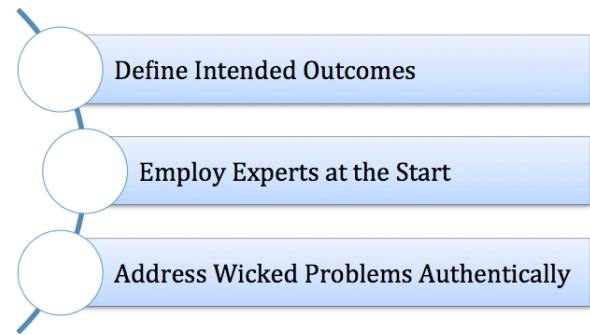 Define Intended Outcomes
Employ Experts at the Start
Address Wicked Problems Authentically